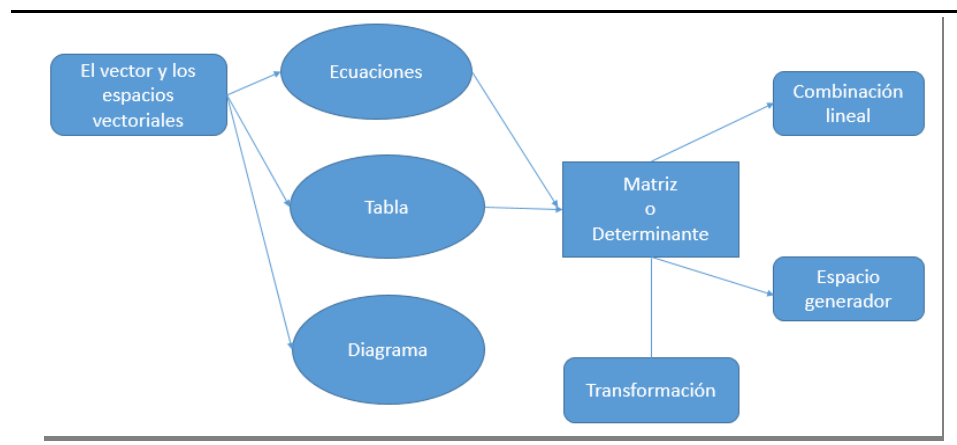 El vector y los
espacios
vectoriales
Ecuaciones
Tabla
Diagrama
Matriz
o
Determinante
Transformación
Combinación
lineal
Espacio
generador